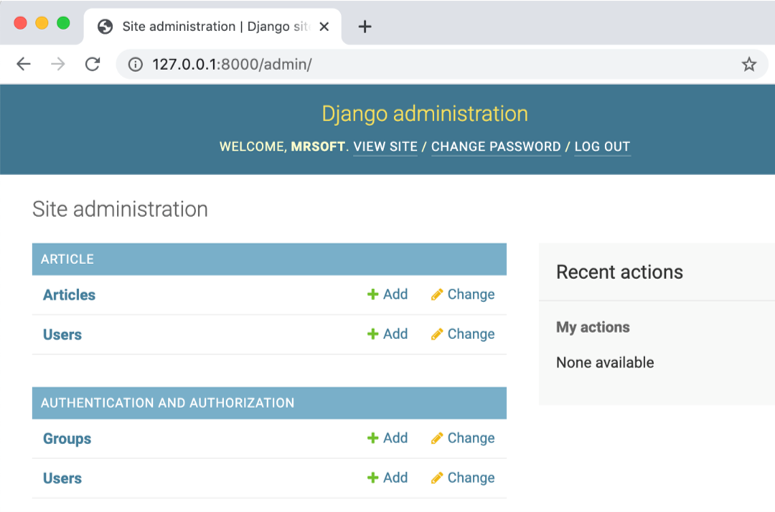 Site administration | Django sit
127.0.0.1:8000/admin/
Django administration
WELCOME, MRSOFT. VIEW SITE / CHANGE PASSWORD / LOG OUT
Site administration
ARTICLE
Articles Add Change
Users Add Change
AUTHENTICATION AND AUTHORIZATION
Groups Add Change
Users Add Change
Recent actions
My actions
None available